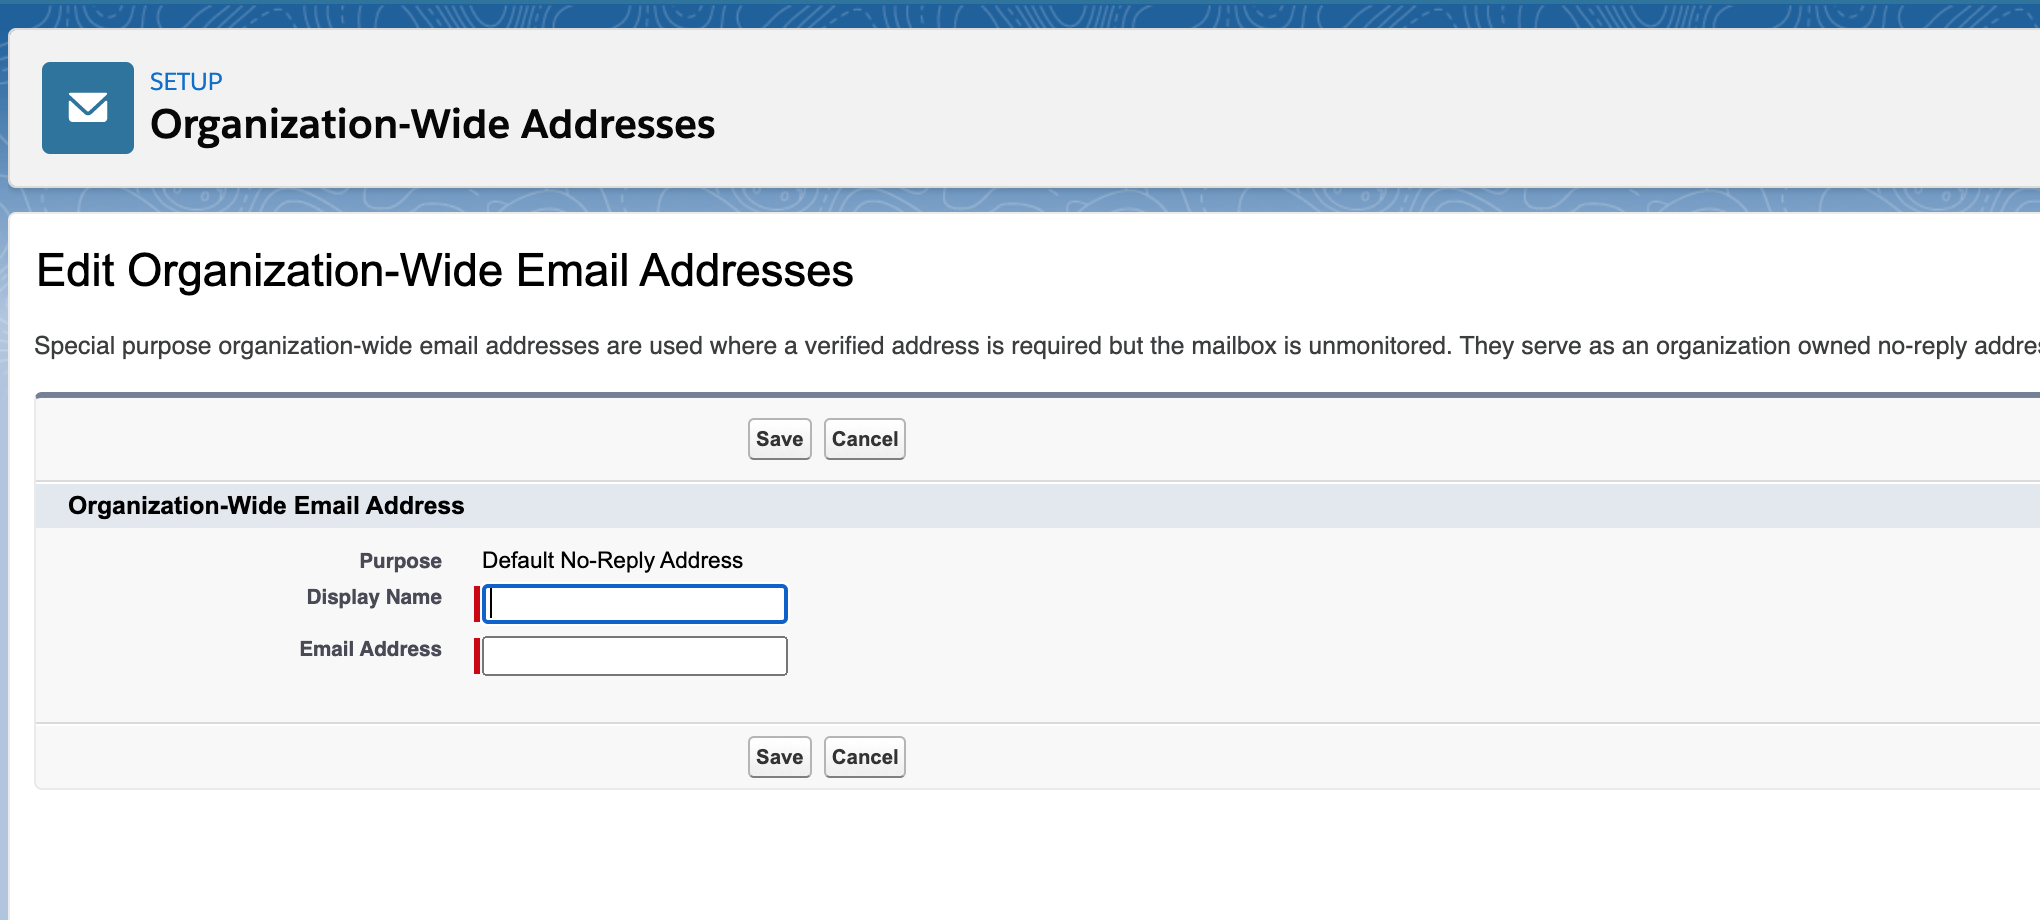 SETUP
Organization-Wide Addresses
Edit Organization-Wide Email Addresses
Special purpose organization-wide email addresses are used where a verified address is required but the mailbox is unmonitored. They serve as an organization owned no-reply
Save Cancel
Organization-Wide Email Address
Purpose Default No-Reply Address
Display Name
Email Address
Save Cancel